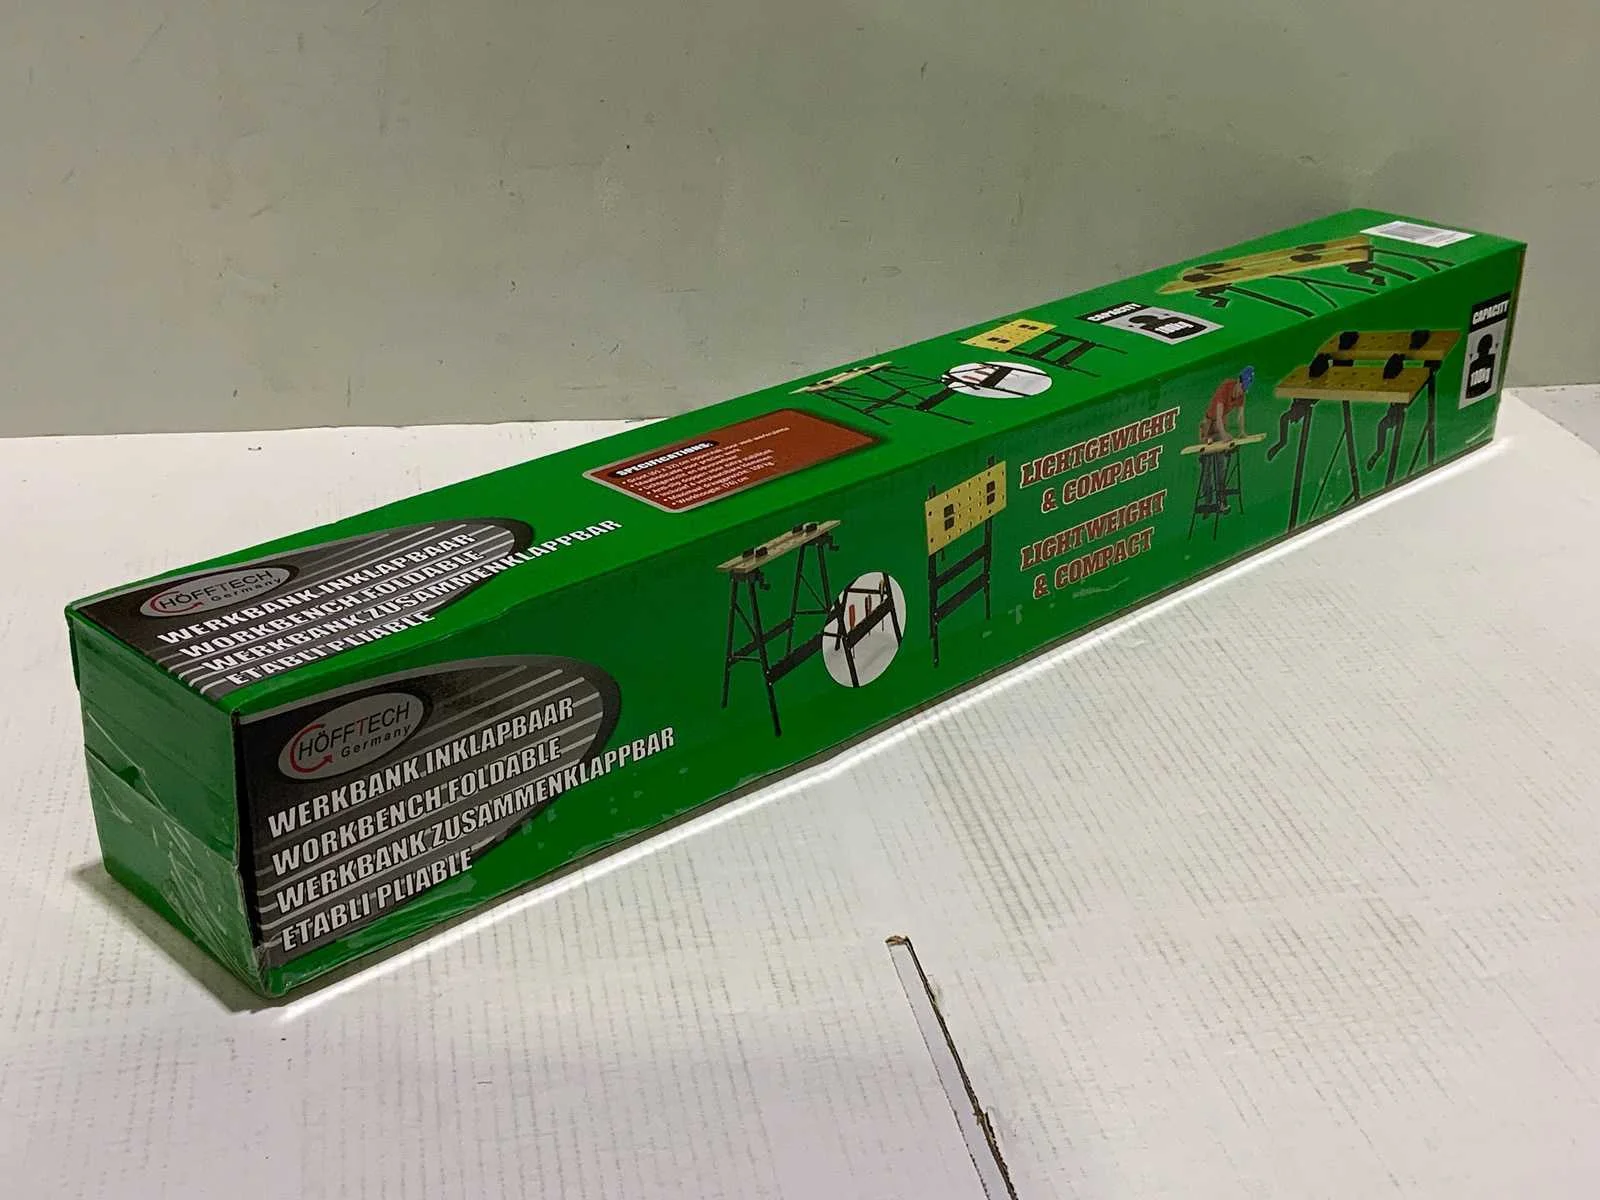 HÖFFTECH
Germany
WERKBANK.INKLAPBAAR
WORKBENCH FOLDABLE
WERKBANK ZUSAMMENKLAPPBAR
ETABLI PLIABLE
SPECIFICATIONS:
CAPACITY
100kg
HÖFFTECH
Germany
WERKBANK.INKLAPBAAR
WORKBENCH FOLDABLE
WERKBANK ZUSAMMENKLAPPBAR
ETABLI PLIABLE
LICHTGEWICHT
& COMPACT
LIGHTWEIGHT
& COMPACT
CAPACITY
100kg